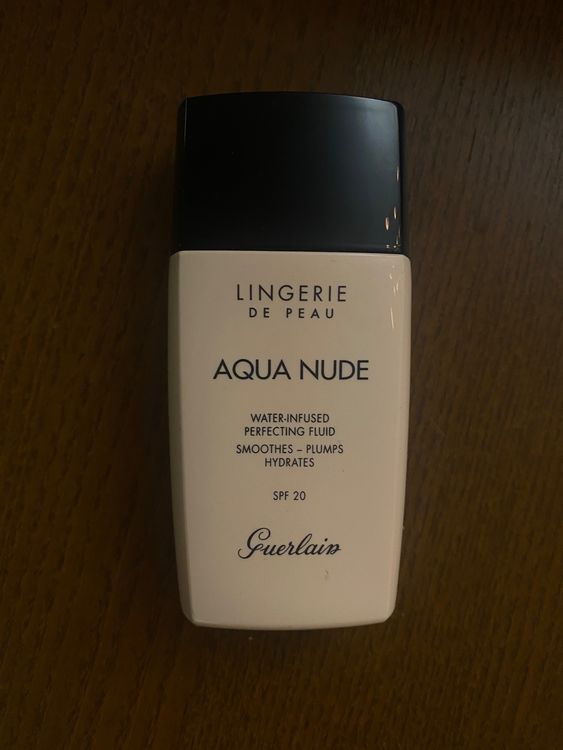 LINGERIE
DE PEAU
AQUA NUDE
WATER-INFUSED
PERFECTING FLUID
SMOOTHES – PLUMPS
HYDRATES
SPF 20
Guerlain